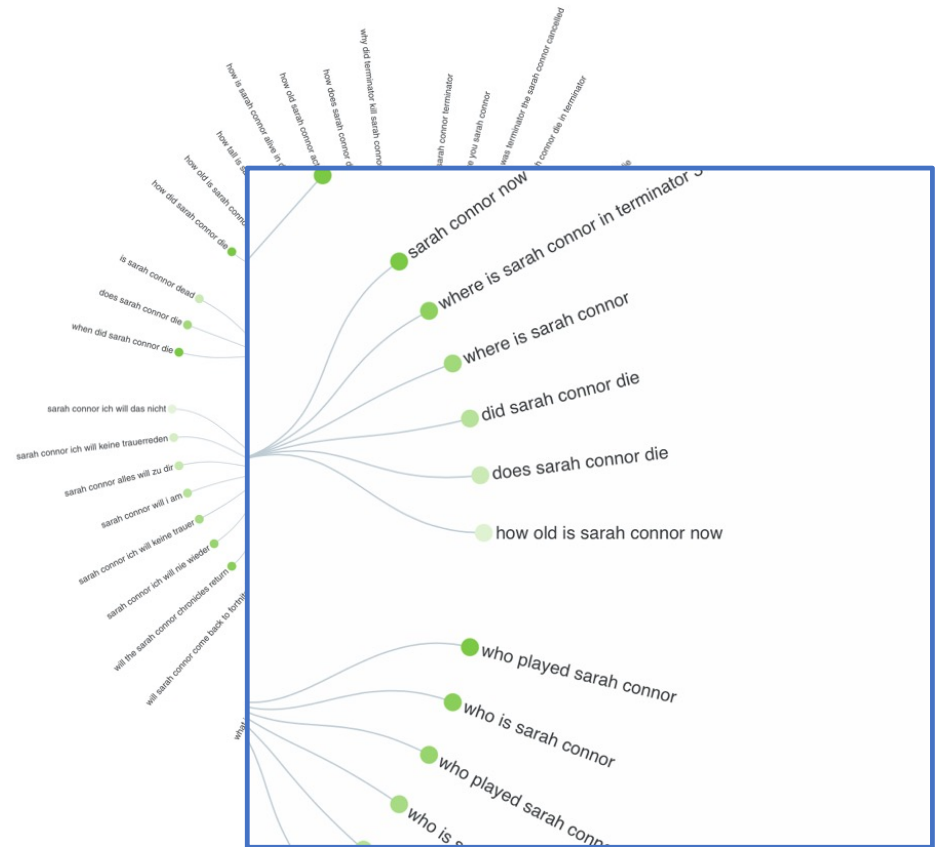 why did terminator kill sarah conno
was terminator the sarah connor cancelled
how is sarah connor alive in
how old sarah connor
how does sarah connor
sarah connor terminator
you sarah connor
connor die in terminator
how tall is
how old is sarah
how did sarah connor die
is sarah connor dead
does sarah connor die
when did sarah connor die
sarah connor ich will das nicht
sarah connor ich will keine trauerreden
sarah connor alles will zu dir
sarah connor will i am
sarah connor ich will keine trauer
sarah connor ich will nie wieder
will the sarah connor chronicles return
will sarah connor come back to
what
sarah connor now
where is sarah connor in terminator
where is sarah connor
did sarah connor die
does sarah connor die
how old is sarah connor now
who played sarah connor
who is sarah connor
who played sarah
who is